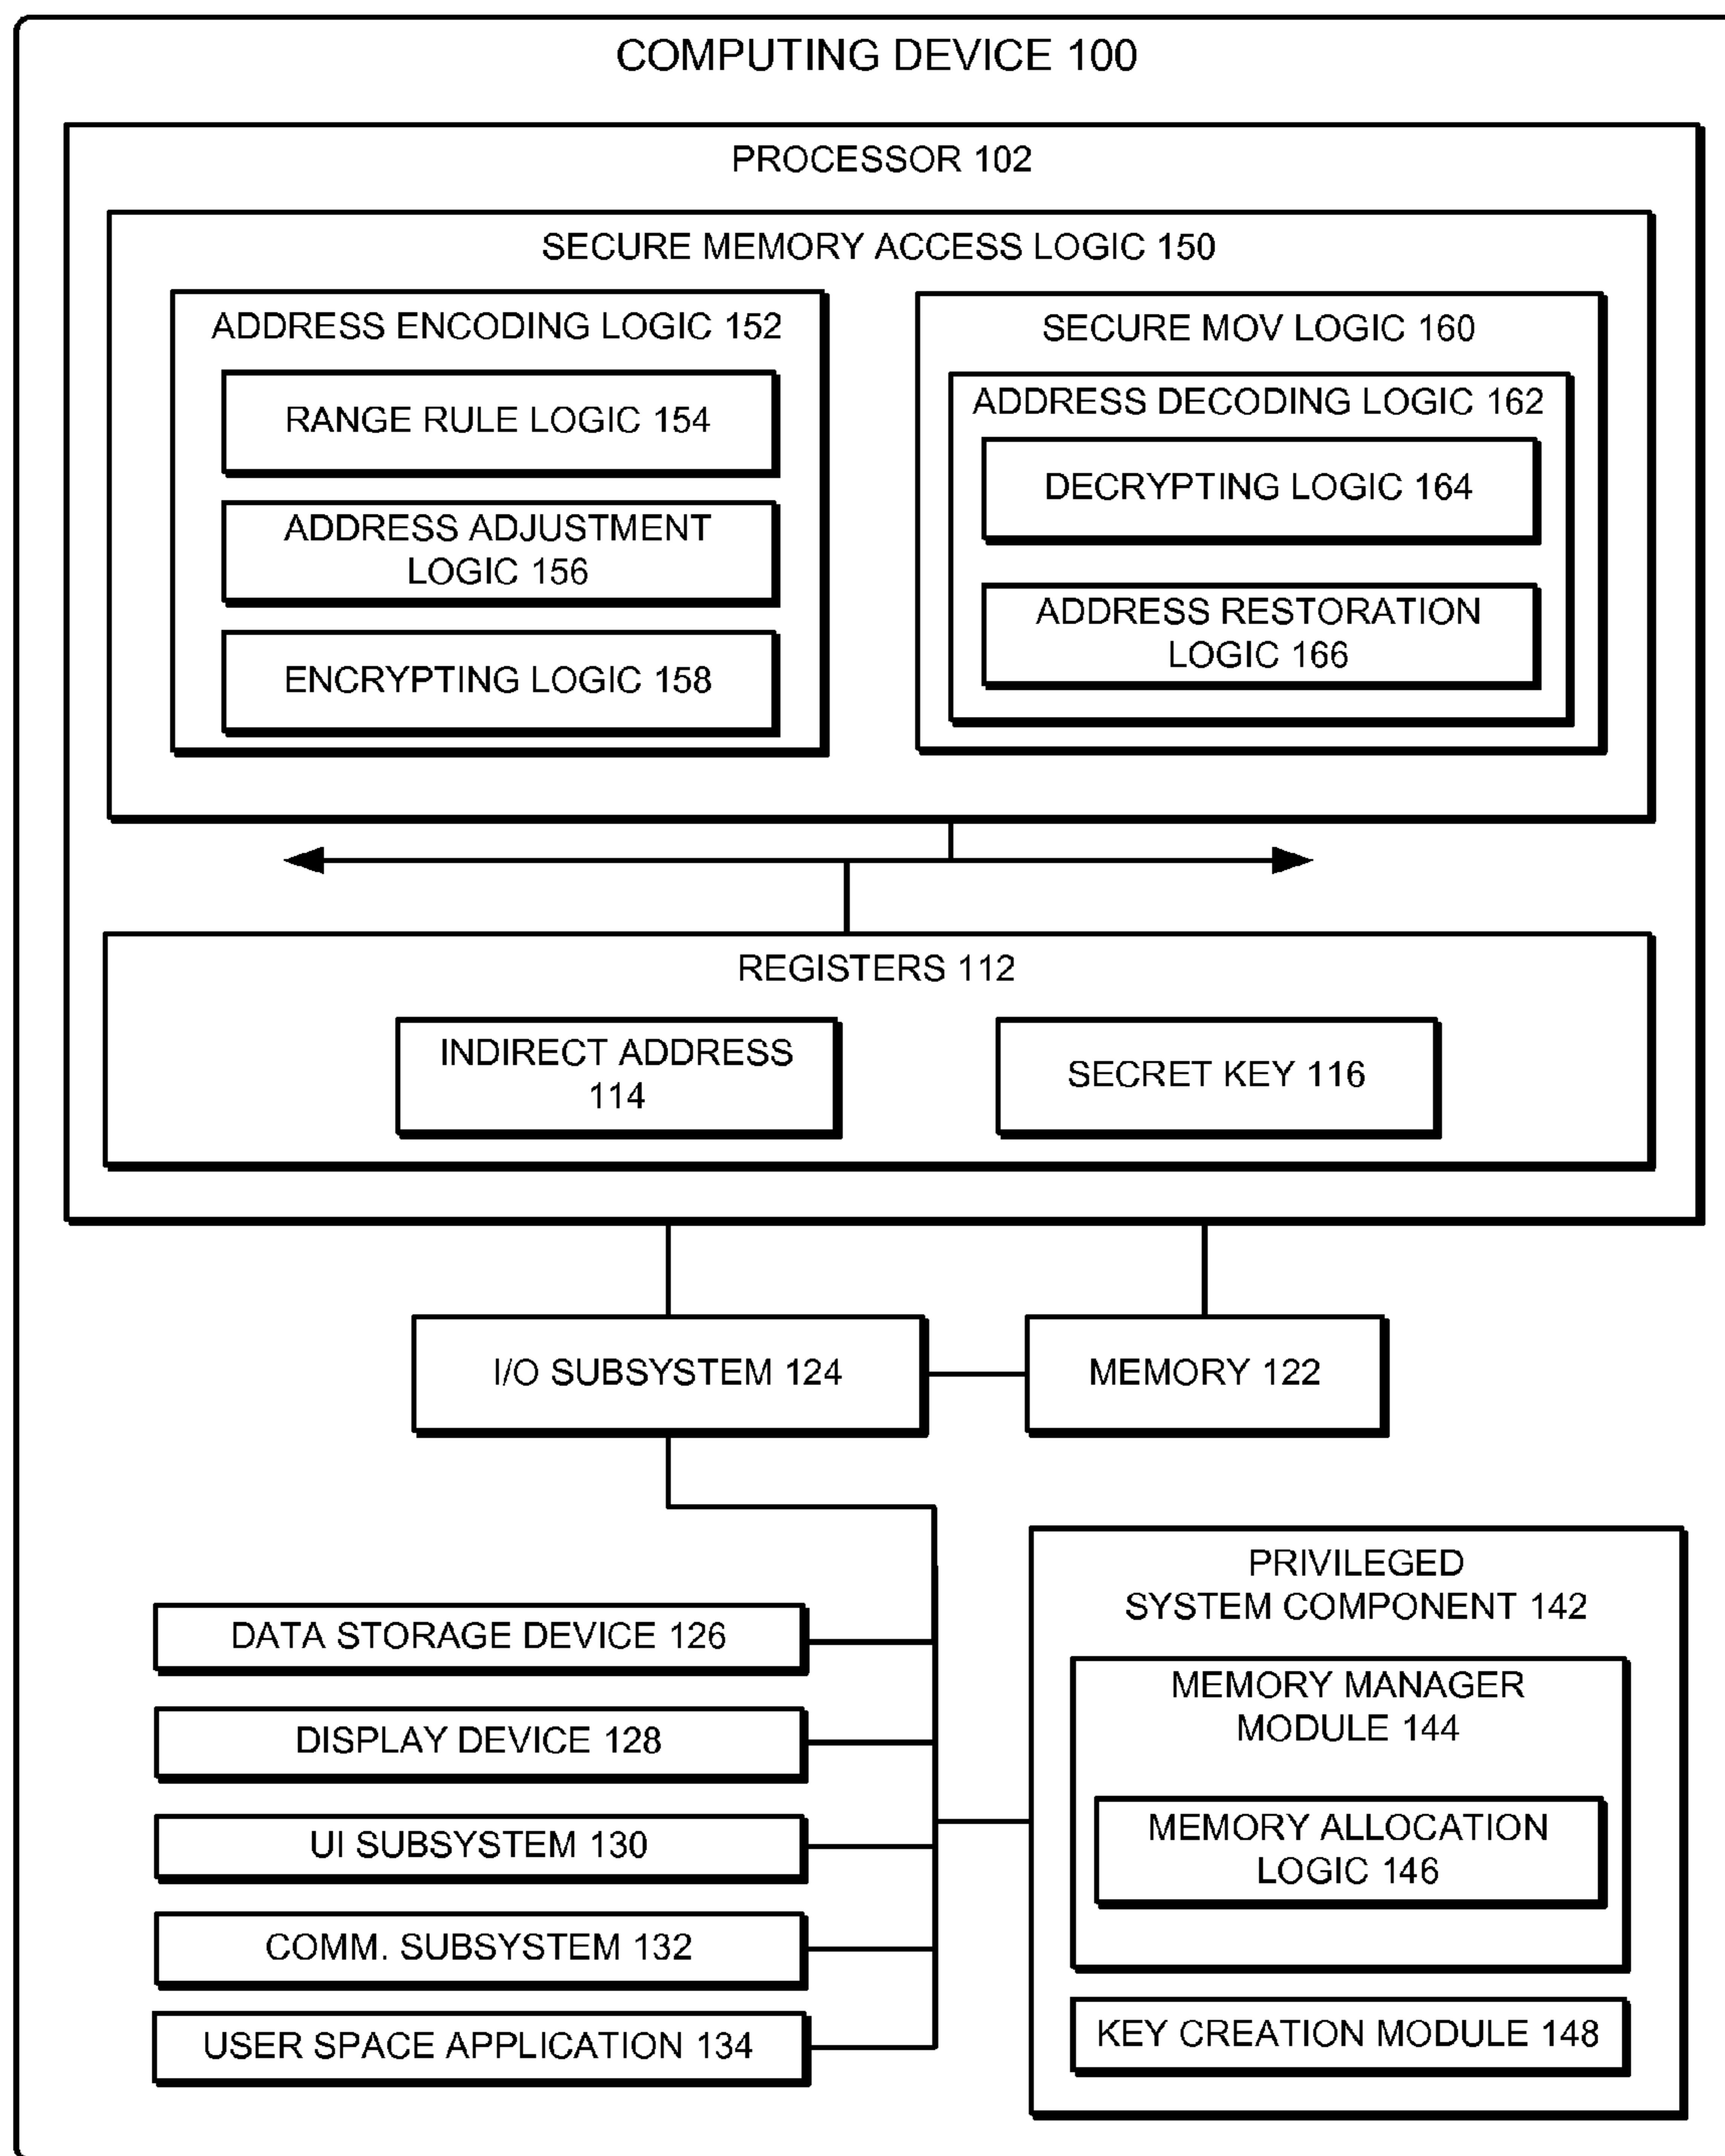 COMPUTING DEVICE 100
PROCESSOR 102
SECURE MEMORY ACCESS LOGIC 150
ADDRESS ENCODING LOGIC 152
RANGE RULE LOGIC 154
ADDRESS ADJUSTMENT
LOGIC 156
ENCRYPTING LOGIC 158
SECURE MOV LOGIC 160
ADDRESS DECODING LOGIC 162
DECRYPTING LOGIC 164
ADDRESS RESTORATION
LOGIC 166
REGISTERS 112
INDIRECT ADDRESS
114
SECRET KEY 116
I/O SUBSYSTEM 124
MEMORY 122
DATA STORAGE DEVICE 126
DISPLAY DEVICE 128
UI SUBSYSTEM 130
COMM. SUBSYSTEM 132
USER SPACE APPLICATION 134
PRIVILEGED
SYSTEM COMPONENT 142
MEMORY MANAGER
MODULE 144
MEMORY ALLOCATION
LOGIC 146
KEY CREATION MODULE 148